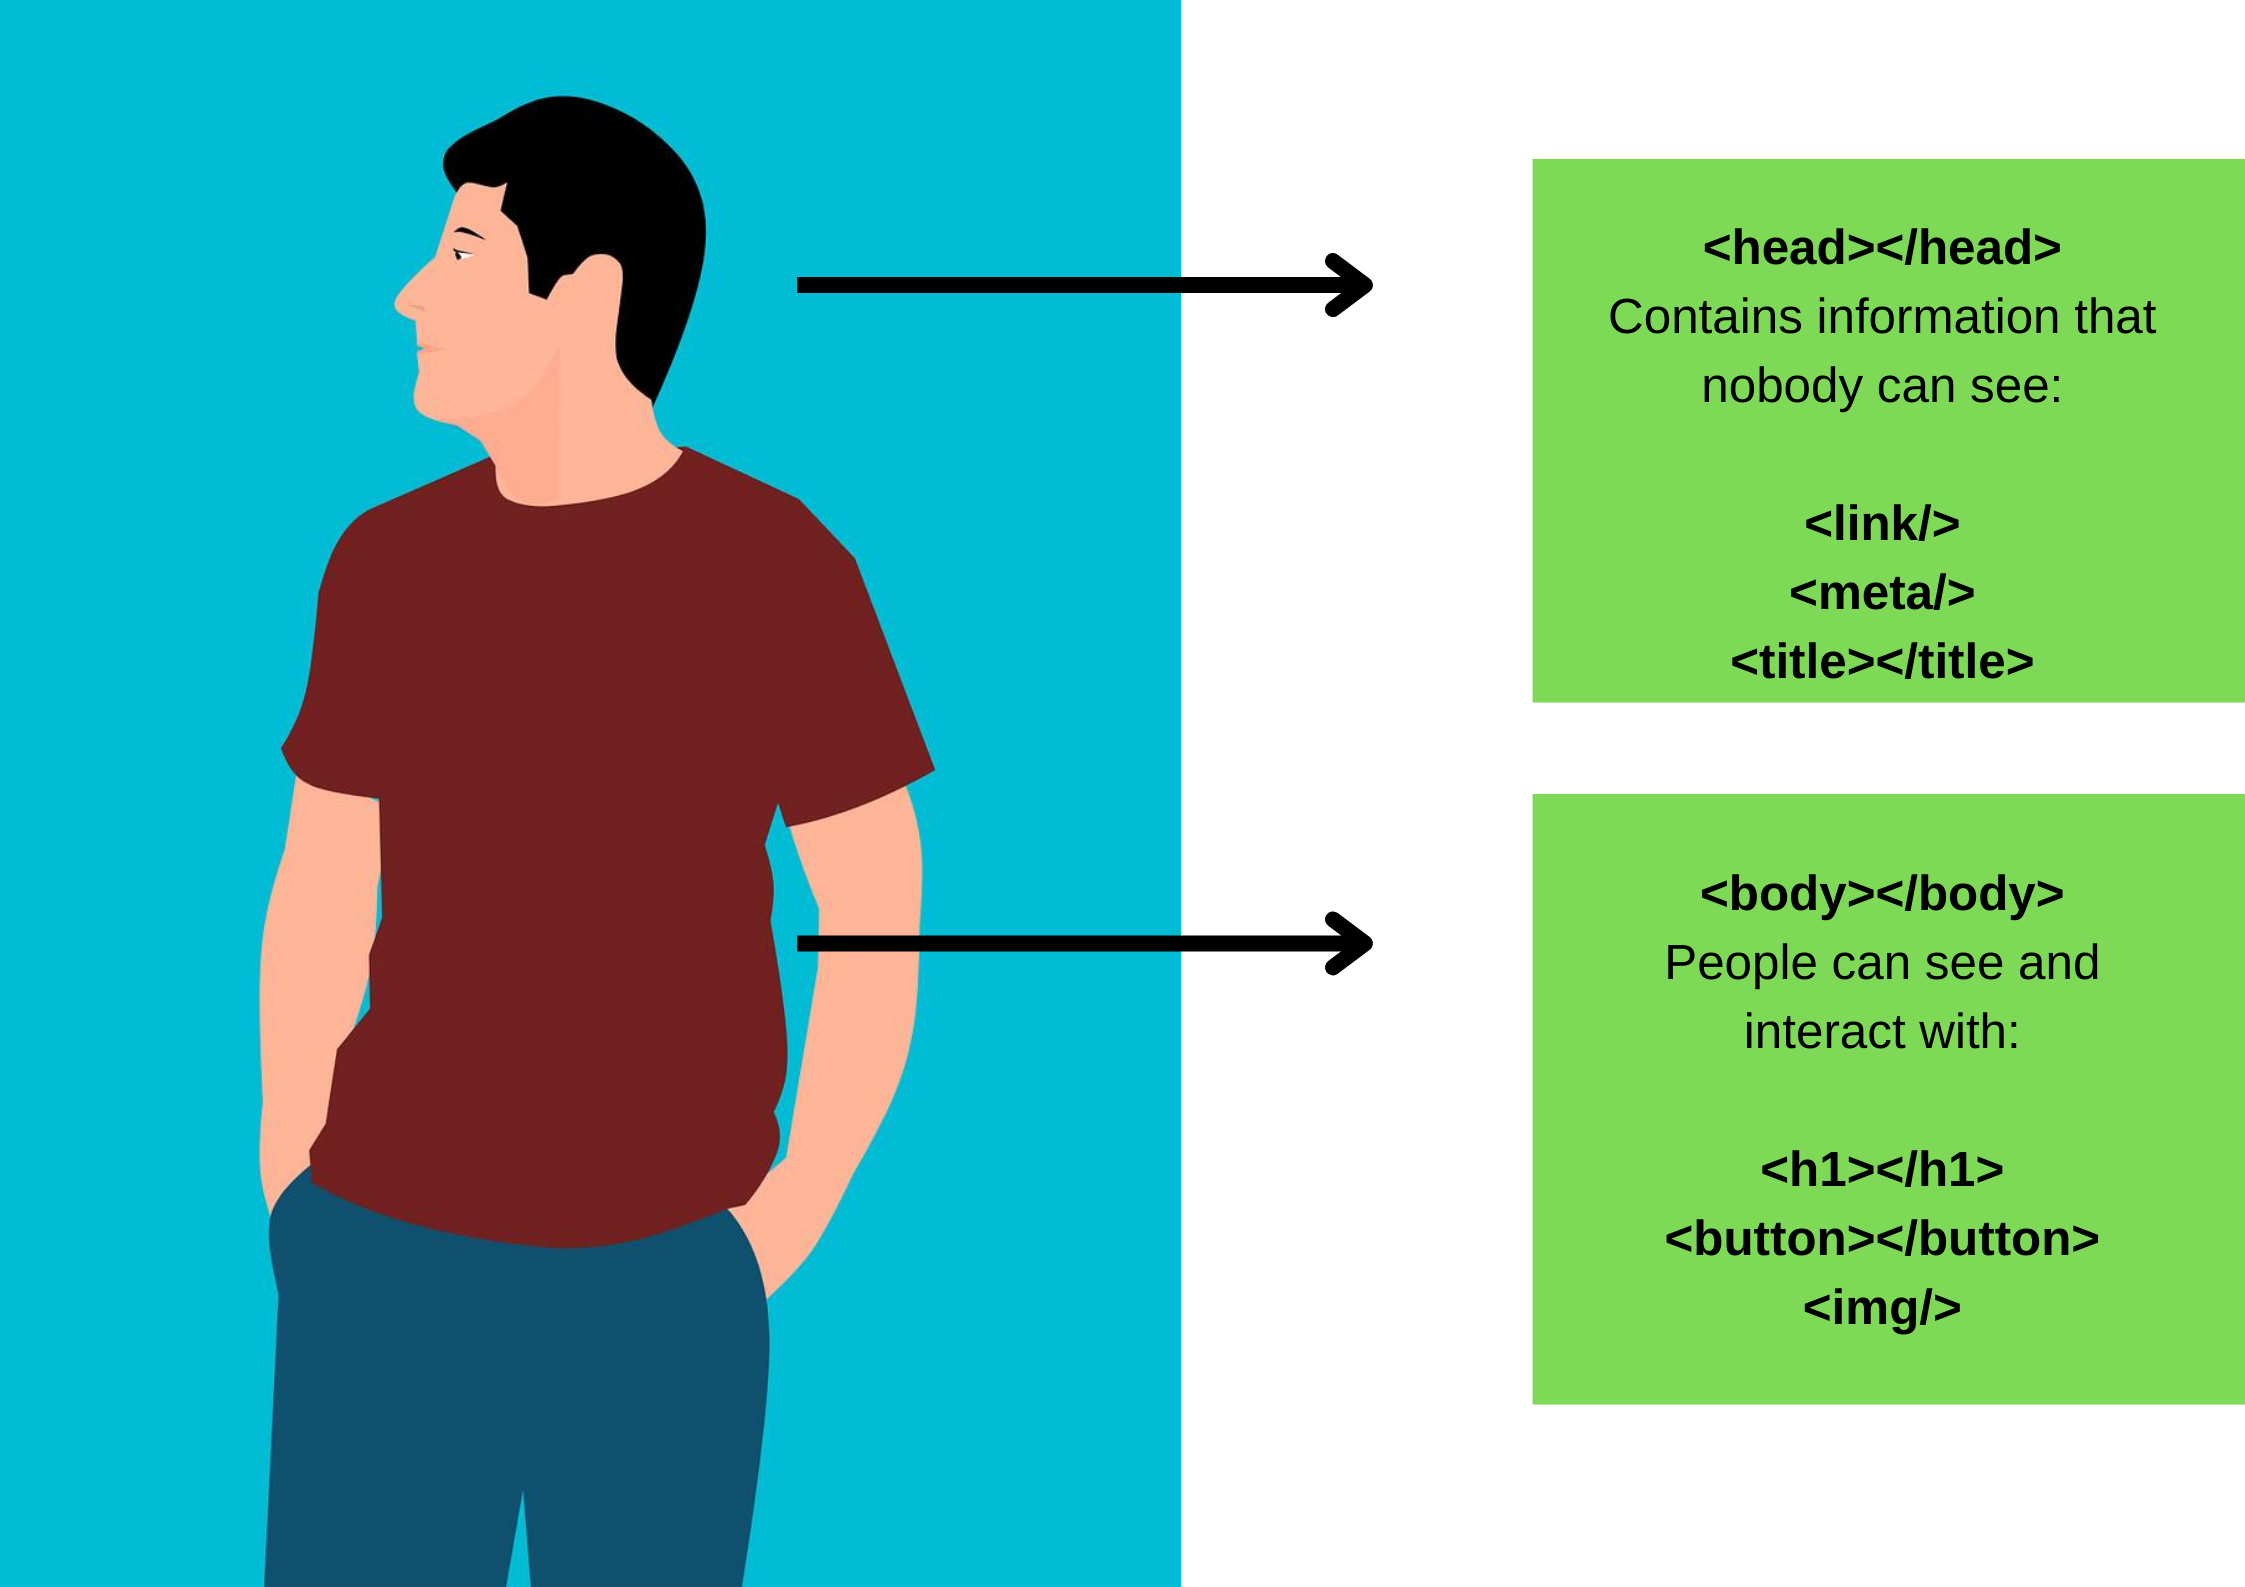 <head></head>
Contains information that
nobody can see:
<link/>
<meta/>
<title></title>
<body></body>
People can see and
interact with:
<h1></h1>
<button></button>
<img/>